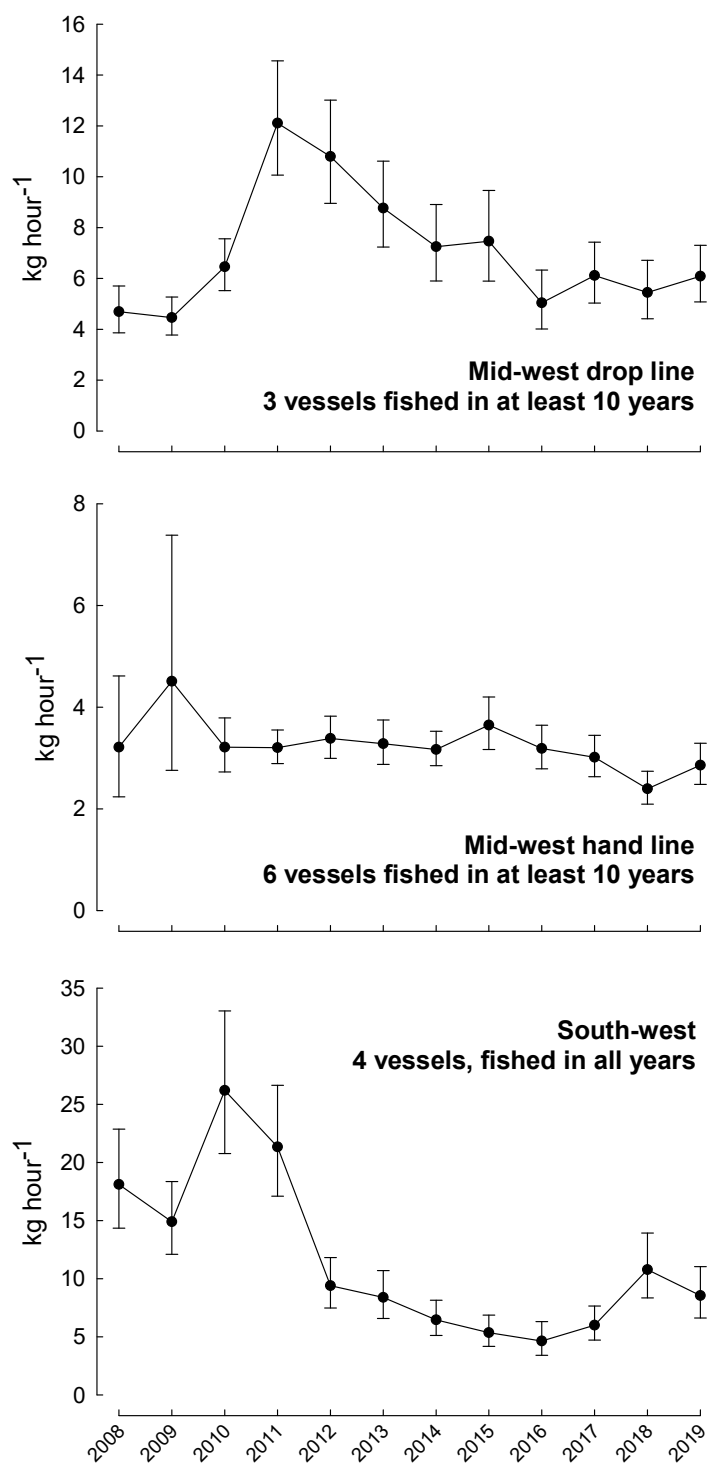 16
14
12
10
8
6
4
2
0
kg hour-1
Mid-west drop line
3 vessels fished in at least 10 years
8
6
4
2
0
kg hour-1
Mid-west hand line
6 vessels fished in at least 10 years
35
30
25
20
15
10
5
0
kg hour-1
South-west
4 vessels, fished in all years
2008 2009 2010 2011 2012 2013 2014 2015 2016 2017 2018 2019